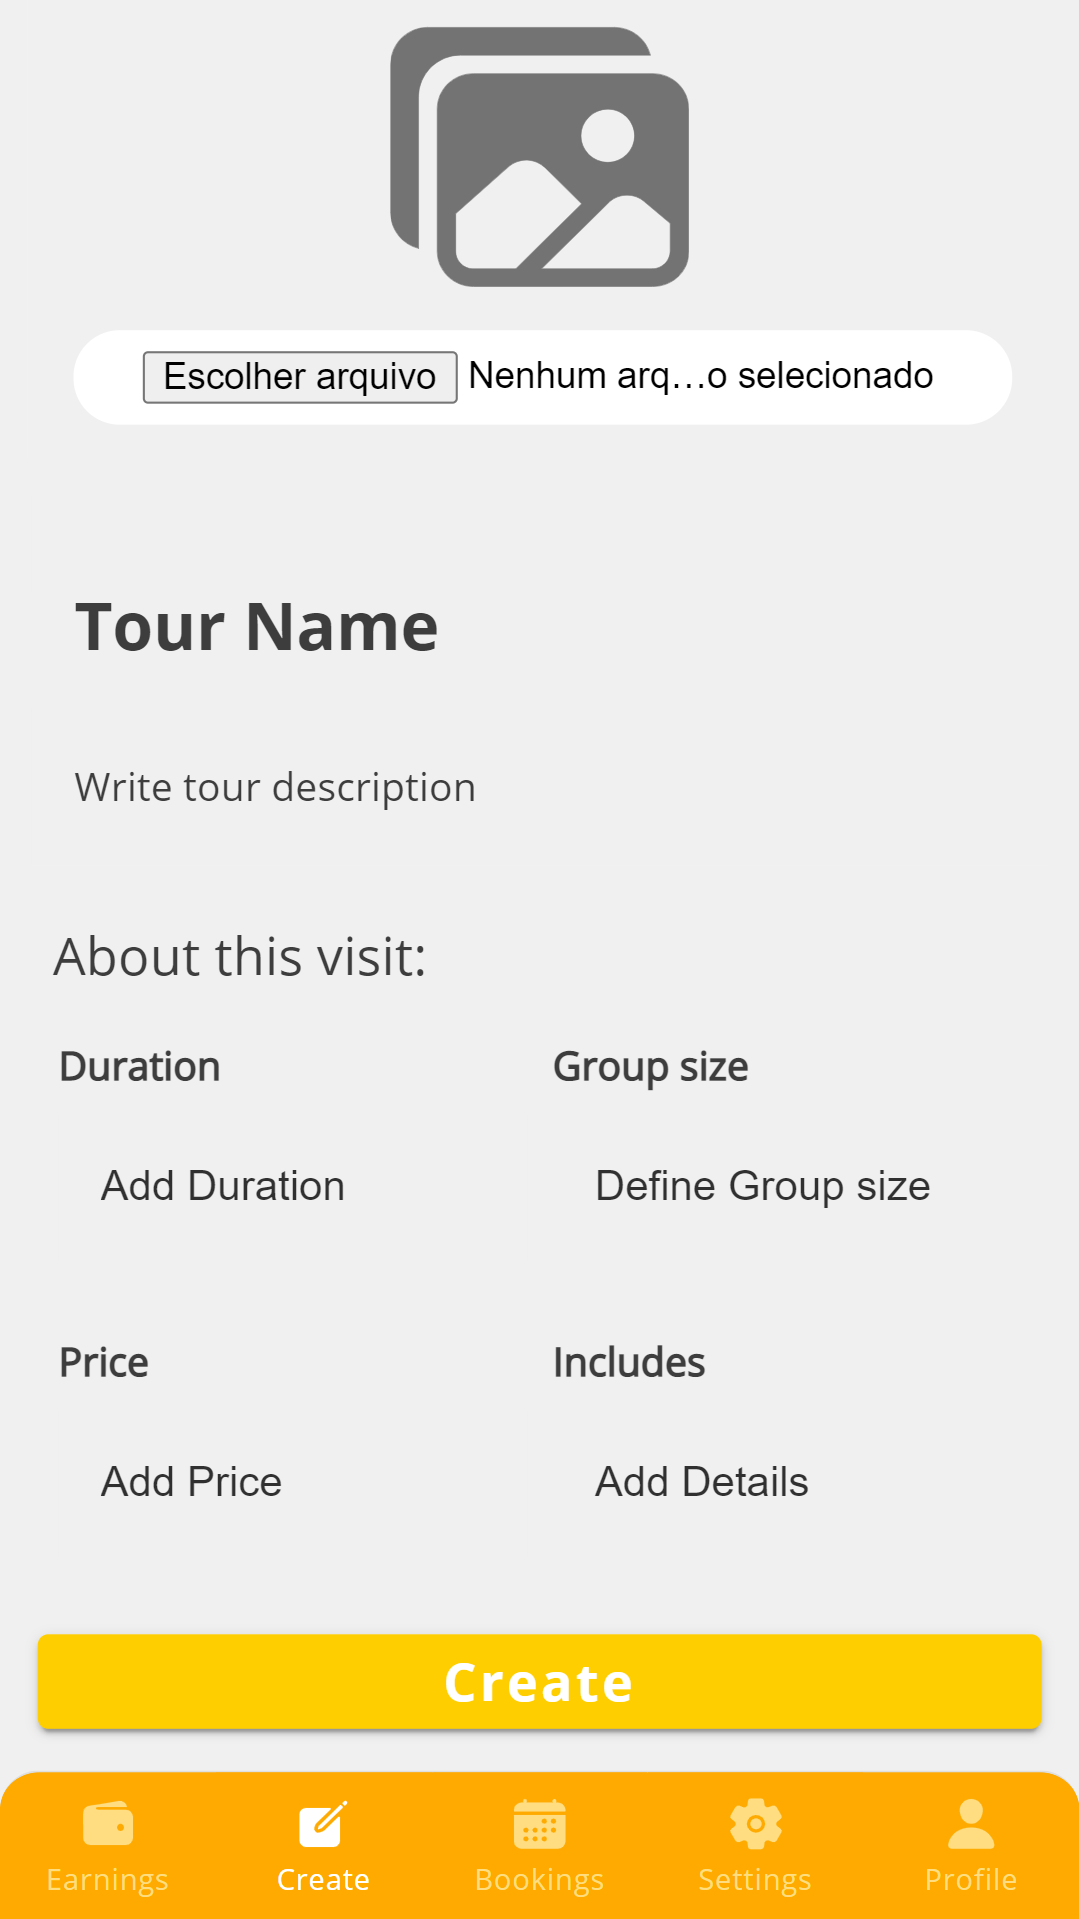 Escolher arquivo Nenhum arq...o selecionado
Tour Name
Write tour description
About this visit:
Duration Group size
Add Duration Define Group size
Price Includes
Add Price Add Details
Create
Earnings Create Bookings Settings Profile